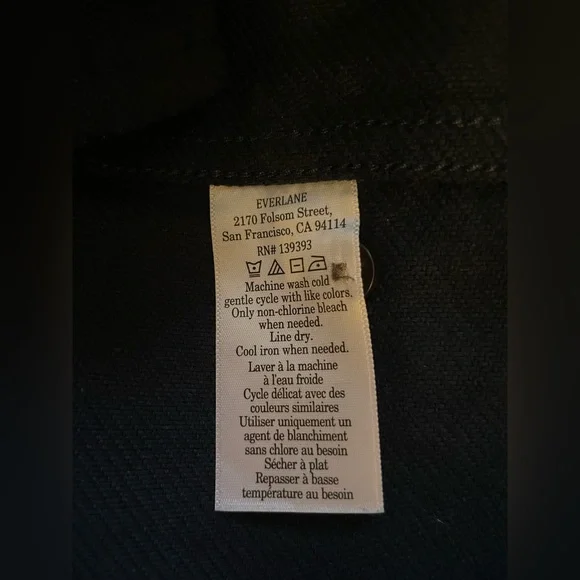 EVERLANE
2170 Folsom Street,
San Francisco, CA 94114
RN# 139393
Machine wash cold
gentle cycle with like colors.
Only non-chlorine bleach
when needed.
Line dry.
Cool iron when needed.
Laver à la machine
à l'eau froide
Cycle délicat avec des
couleurs similaires
Utiliser uniquement un
agent de blanchiment
sans chlore au besoin
Sécher à plat
Repasser à basse
température au besoin